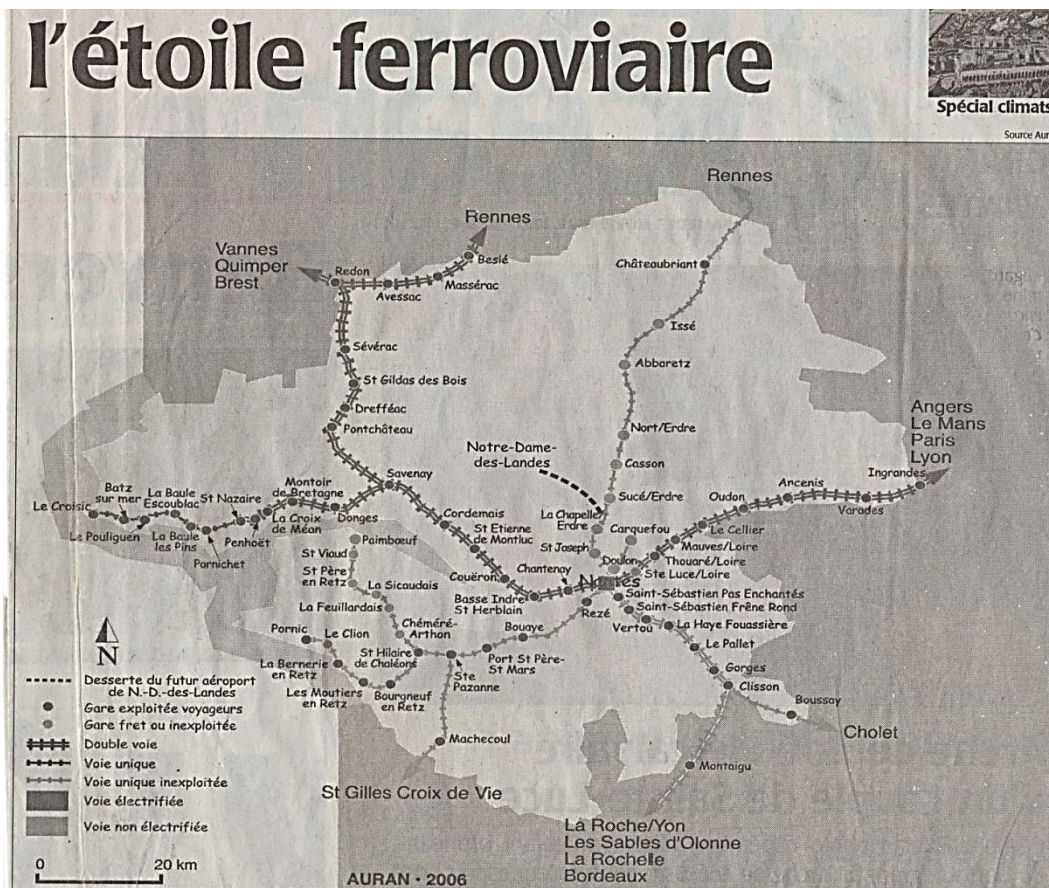 l'étoile ferroviaire
Spécial climats
Source Aur
Rennes
Rennes
Vannes
Quimper
Brest
Redon
Beslé
Massérac
Avessac
Châteaubriant
Issé
Abbaretz
Sévérac
St Gildas des Bois
Drefféac
Pontchâteau
Nort/Erdre
Casson
Notre-Dame-
des-Landes
Sucé/Erdre
La Chapelle/
Erdre
Carquefou
St Joseph
Doulon
Angers
Le Mans
Paris
Lyon
Ingrandes
Varades
Arcenis
Oudon
Le Cellier
Mauves/Loire
Thouaré/Loire
Ste Luce/Loire
Savenay
Cordemais
St Etienne
de Montluc
Couëron
Chantenay
Nantes
Basse Indre
St Herblain
Le Croisic
Batz
sur mer
Le Pouliguen
La Baule
Escoublac
La Baule
les Pins
Pornichet
St Nazaire
Penhoët
Montoir
de Bretagne
La Croix
de Méan
Donges
Paimbœuf
St Viaud
St Père
en Retz
La Sicaudais
La Feuillardais
Chéméré-
Arthon
St Hilaire
de Chaléons
Pornic
Le Clion
La Bernerie
en Retz
Les Moutiers
en Retz
Bourgneuf
en Retz
Ste
Pazanne
Port St Père-
St Mars
Bouaye
Rezé
Machecoul
St Gilles Croix de Vie
Saint-Sébastien Pas Enchantés
Saint-Sébastien Frêne Rond
Vertou
La Haye Fouassière
Le Pallet
Gorges
Clisson
Boussay
Cholet
Montaigu
La Roche/Yon
Les Sables d'Olonne
La Rochelle
Bordeaux
N
Desserte du futur aéroport
de N.-D.-des-Landes
Gare exploitée voyageurs
Gare fret ou inexploitée
Double voie
Voie unique
Voie unique inexploitée
Voie électrifiée
Voie non électrifiée
0 20 km
AURAN • 2006